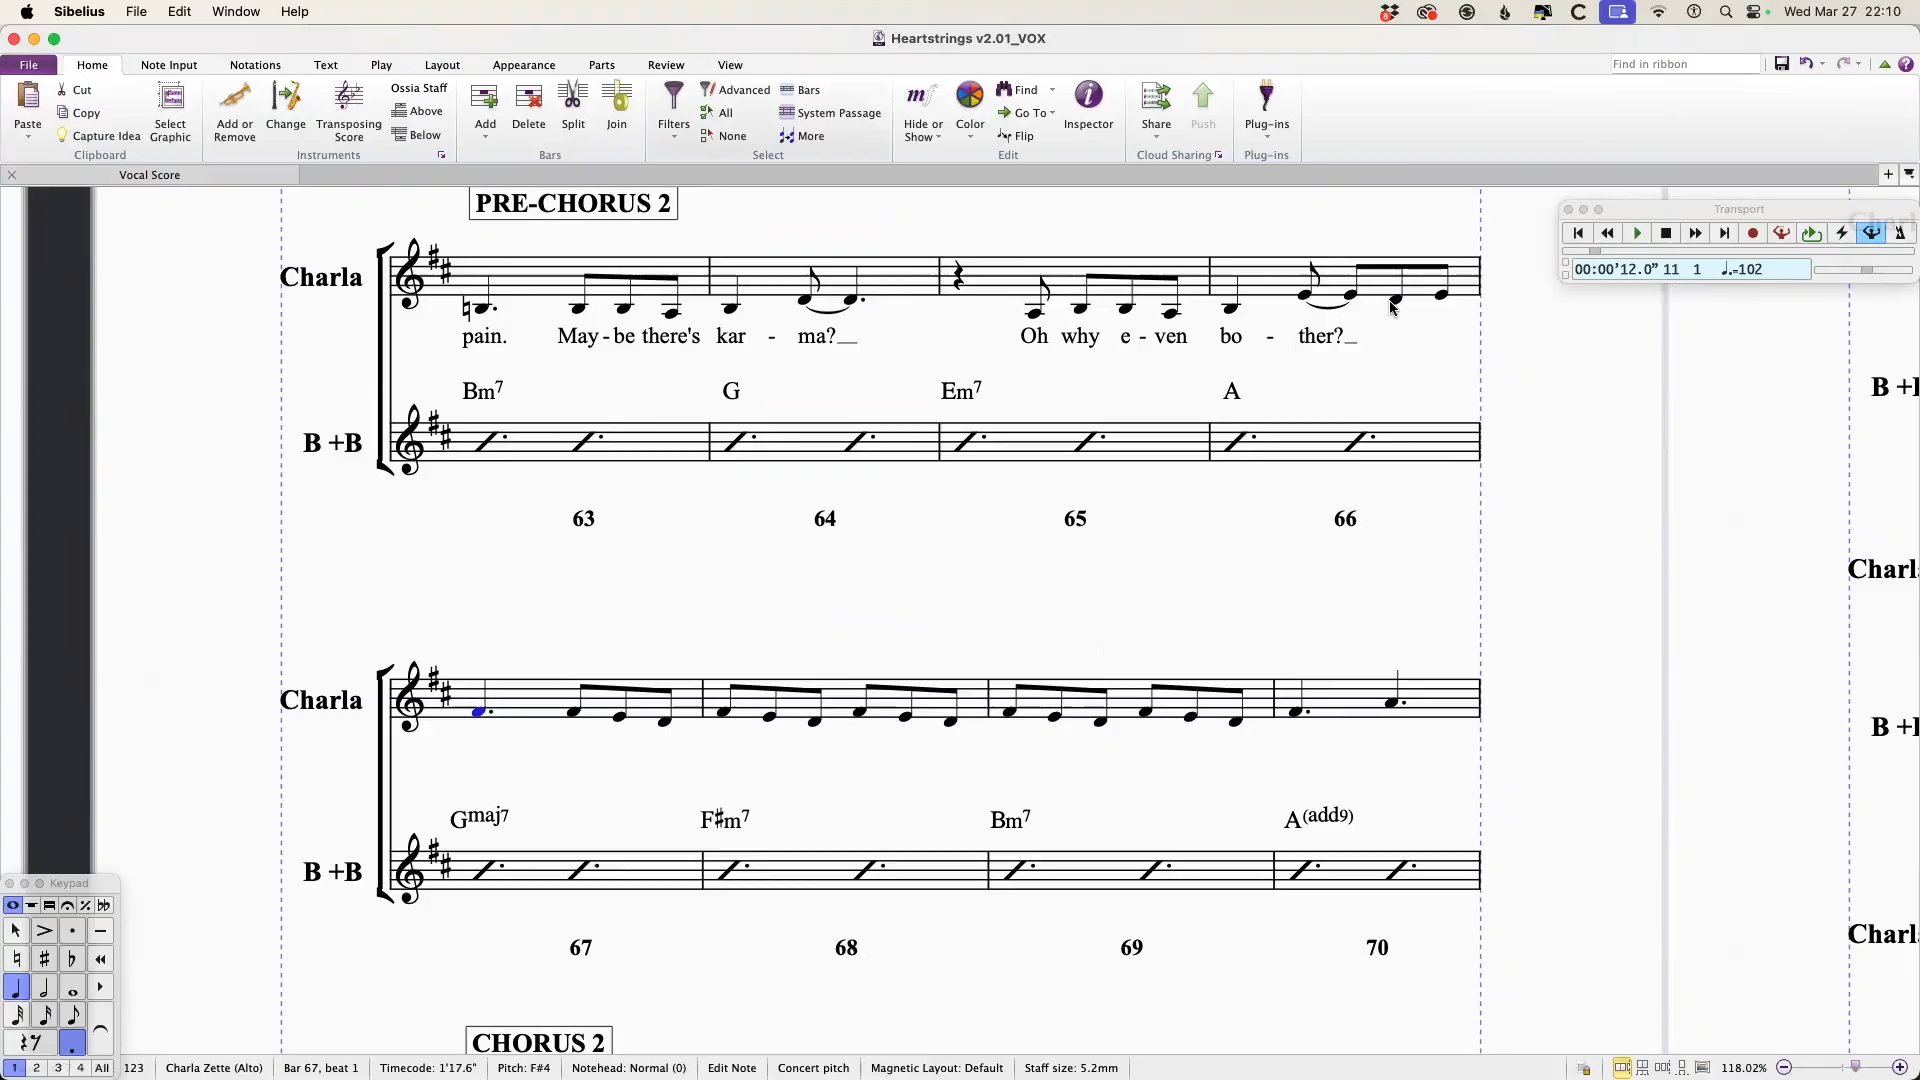 Sibelius File Edit Window Help Wed Mar 27 22:10
Heartstrings v2.01_VOX
File Home Note Input Notations Text Play Layout Appearance Parts Review View Find in ribbon
Paste Cut Copy Capture Idea Select Graphic Clipboard
Add or Remove Change Transposing Score Ossia Staff Above Below Instruments
Add Delete Split Join Bars
Filters Advanced All None Bars System Passage More Select
Hide or Show Color Find Go To Flip Inspector Edit
Share Push Cloud Sharing
Plug-ins Plug-ins
Vocal Score
PRE-CHORUS 2
Transport
00:00'12.0" 11 1 =102
Charla
pain. May-be there's kar - ma?__ Oh why e - ven bo - ther?_
Bm7 G Em7 A
B +B
63 64 65 66
Charla
Gmaj7 F♯m7 Bm7 A(add9)
B +B
67 68 69 70
CHORUS 2
Keypad
1 2 3 4 All
123 Charla Zette (Alto) Bar 67, beat 1 Timecode: 1'17.6" Pitch: F#4 Notehead: Normal (0) Edit Note Concert pitch Magnetic Layout: Default Staff size: 5.2mm 118.02%